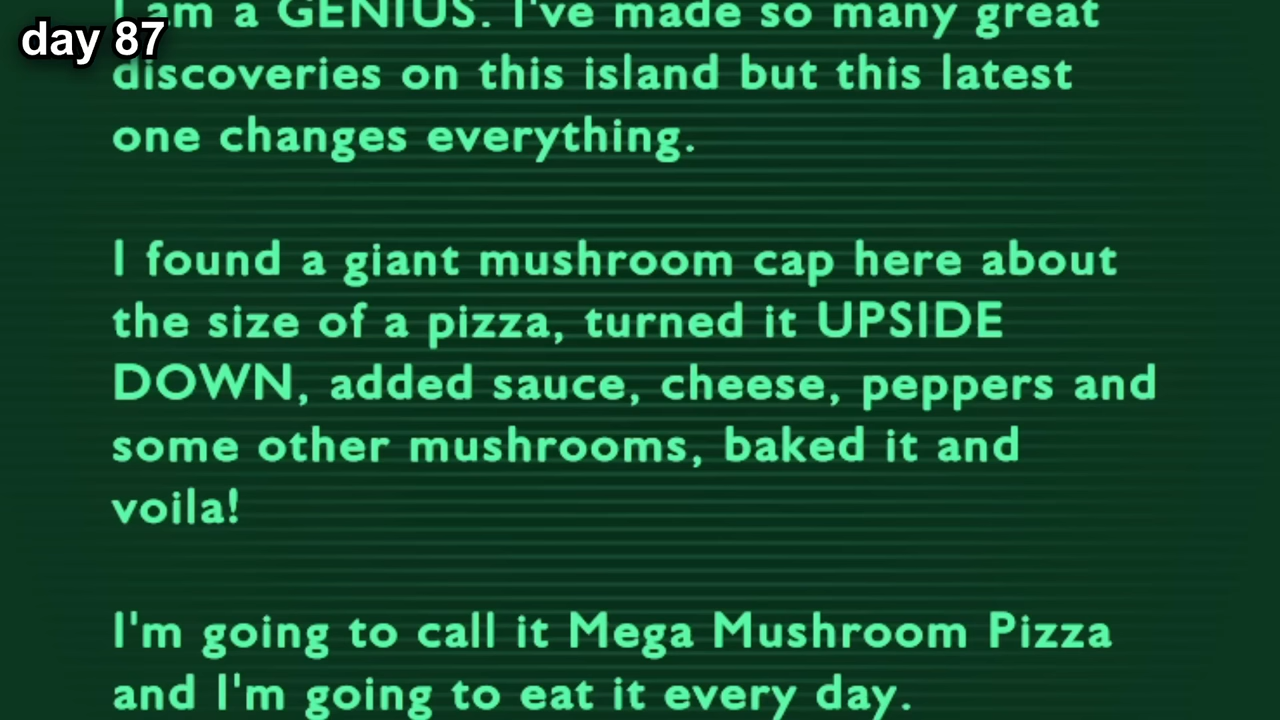 day 87
I am a GENIUS. I've made so many great
discoveries on this island but this latest
one changes everything.
I found a giant mushroom cap here about
the size of a pizza, turned it UPSIDE
DOWN, added sauce, cheese, peppers and
some other mushrooms, baked it and
voila!
I'm going to call it Mega Mushroom Pizza
and I'm going to eat it every day.